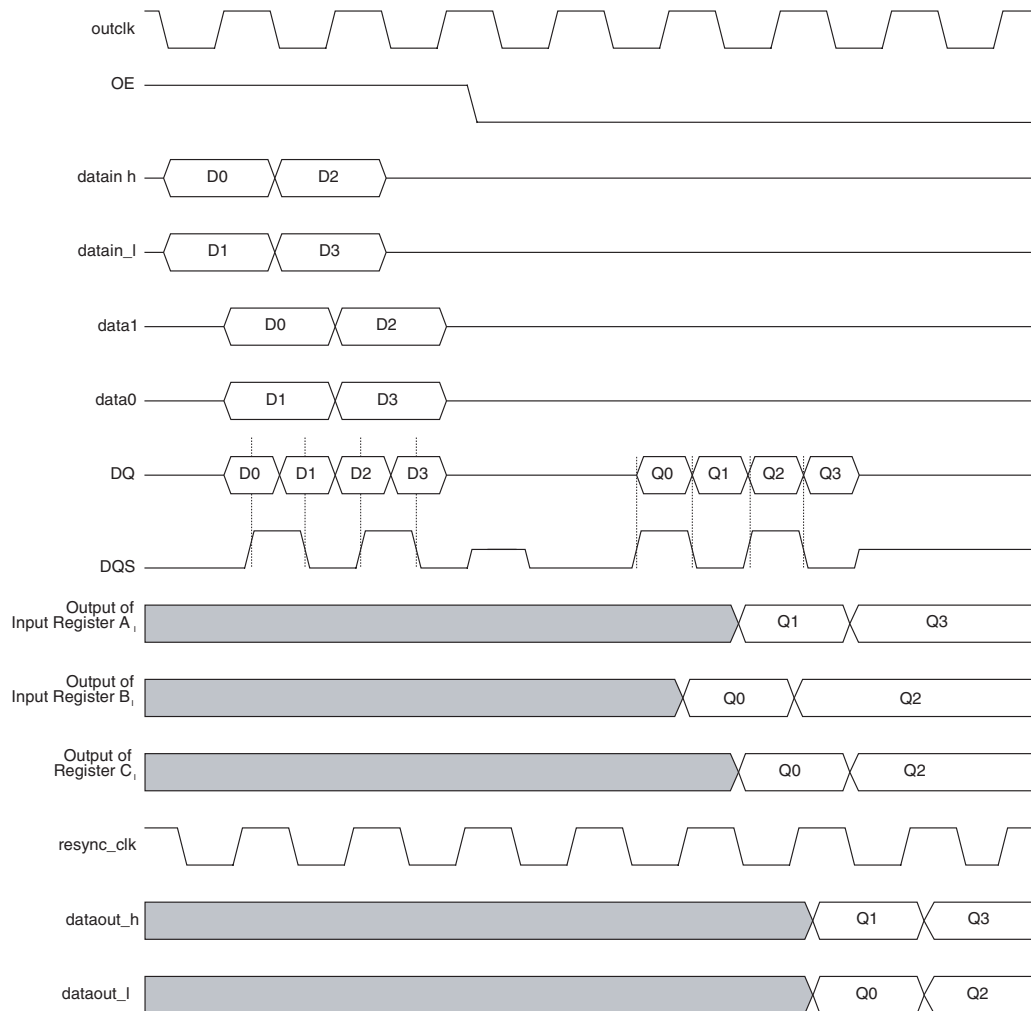 outclk
OE
datain h
D0 D2
datain_l
D1 D3
data1
D0 D2
data0
D1 D3
DQ
D0 D1 D2 D3 Q0 Q1 Q2 Q3
DQS
Output of
Input Register A I
Q1 Q3
Output of
Input Register B I
Q0 Q2
Output of
Register C I
Q0 Q2
resync_clk
dataout_h
Q1 Q3
dataout_l
Q0 Q2